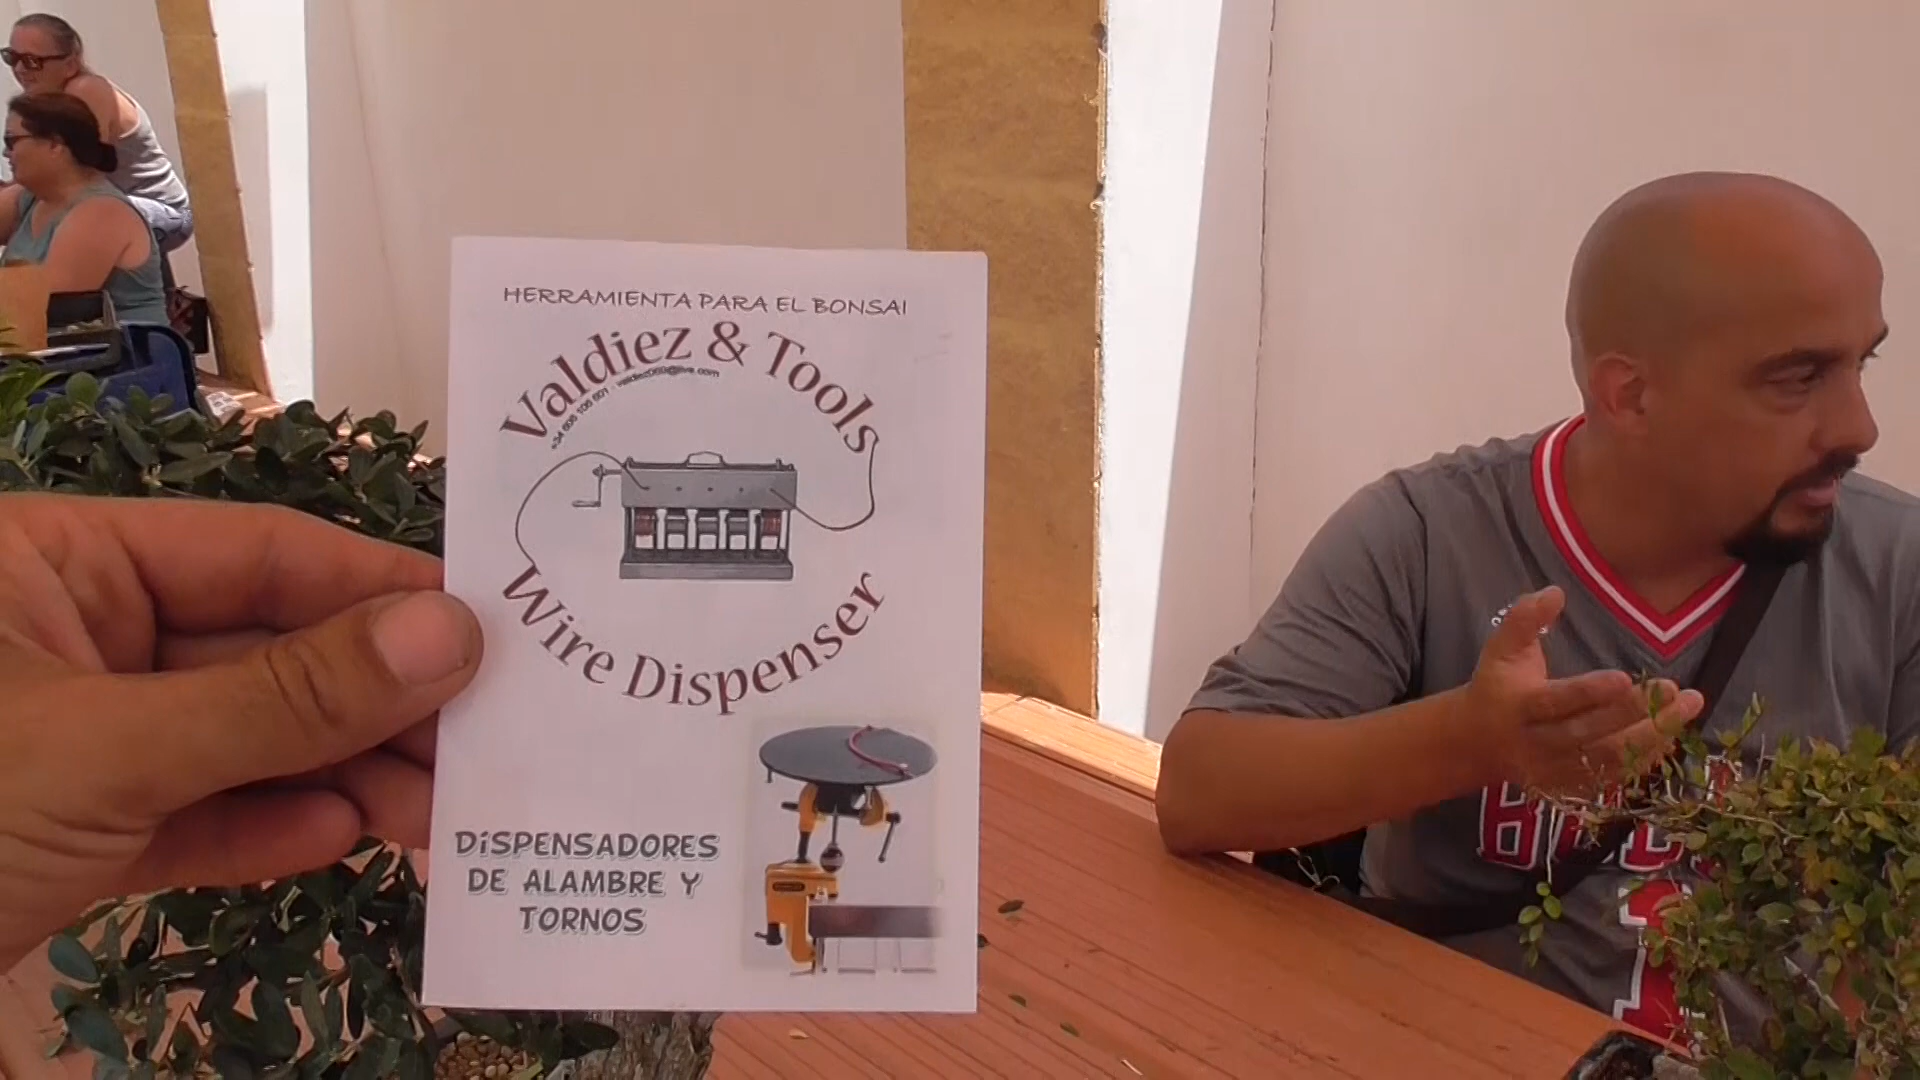 HERRAMIENTA PARA EL BONSAI
Valdiez & Tools
Wire Dispenser
DiSPENSADORES
DE ALAMBRE Y
TORNOS